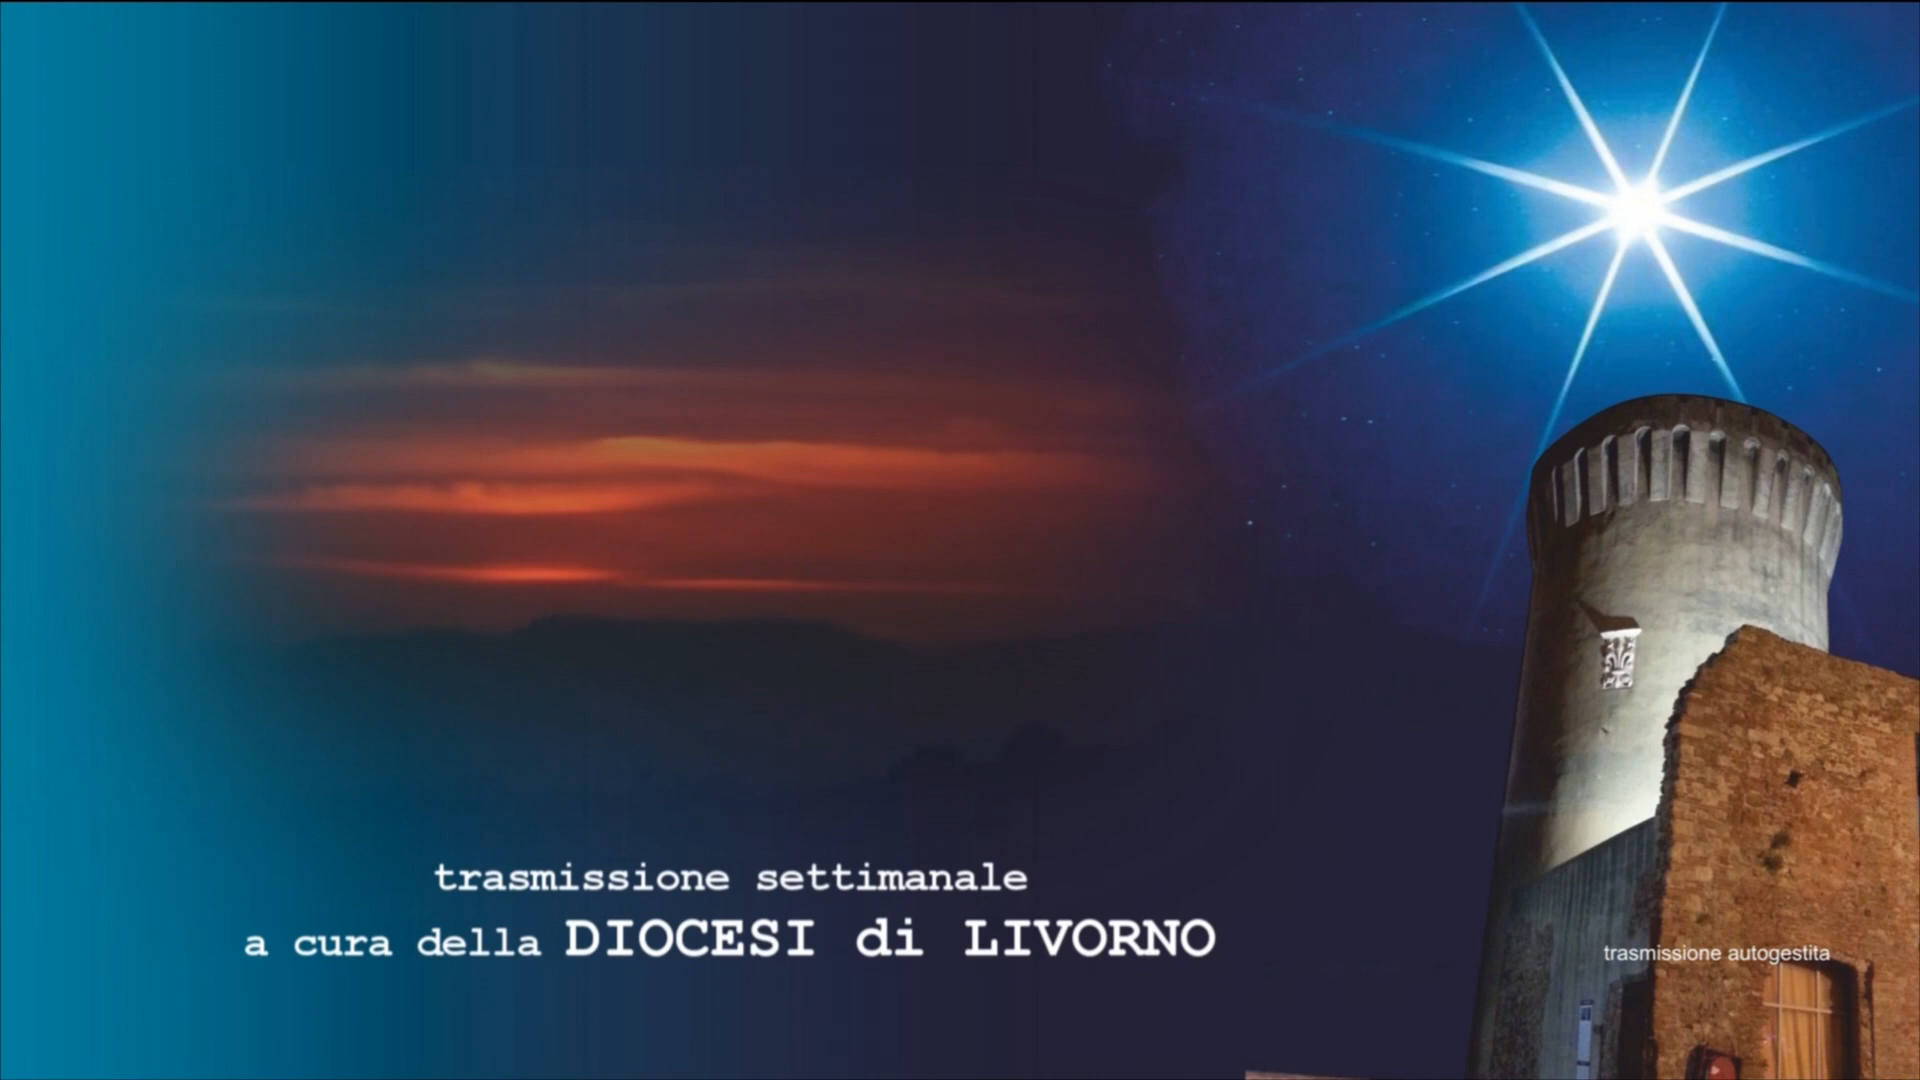 trasmissione settimanale
a cura della DIOCESI di LIVORNO
trasmissione autogestita